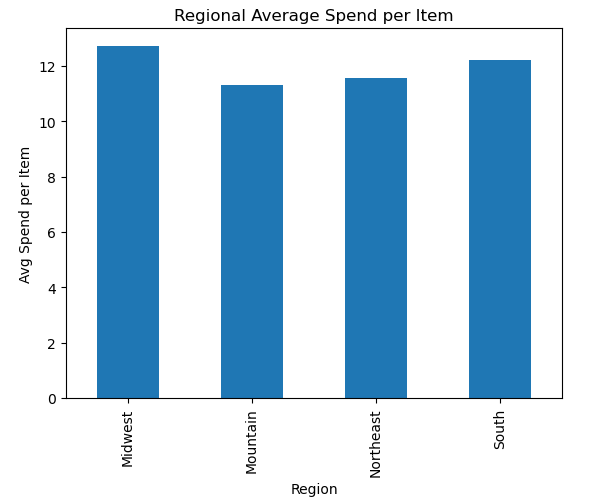 Regional Average Spend per Item
Avg Spend per Item
12
10
8
6
4
2
0
Midwest
Mountain
Northeast
South
Region